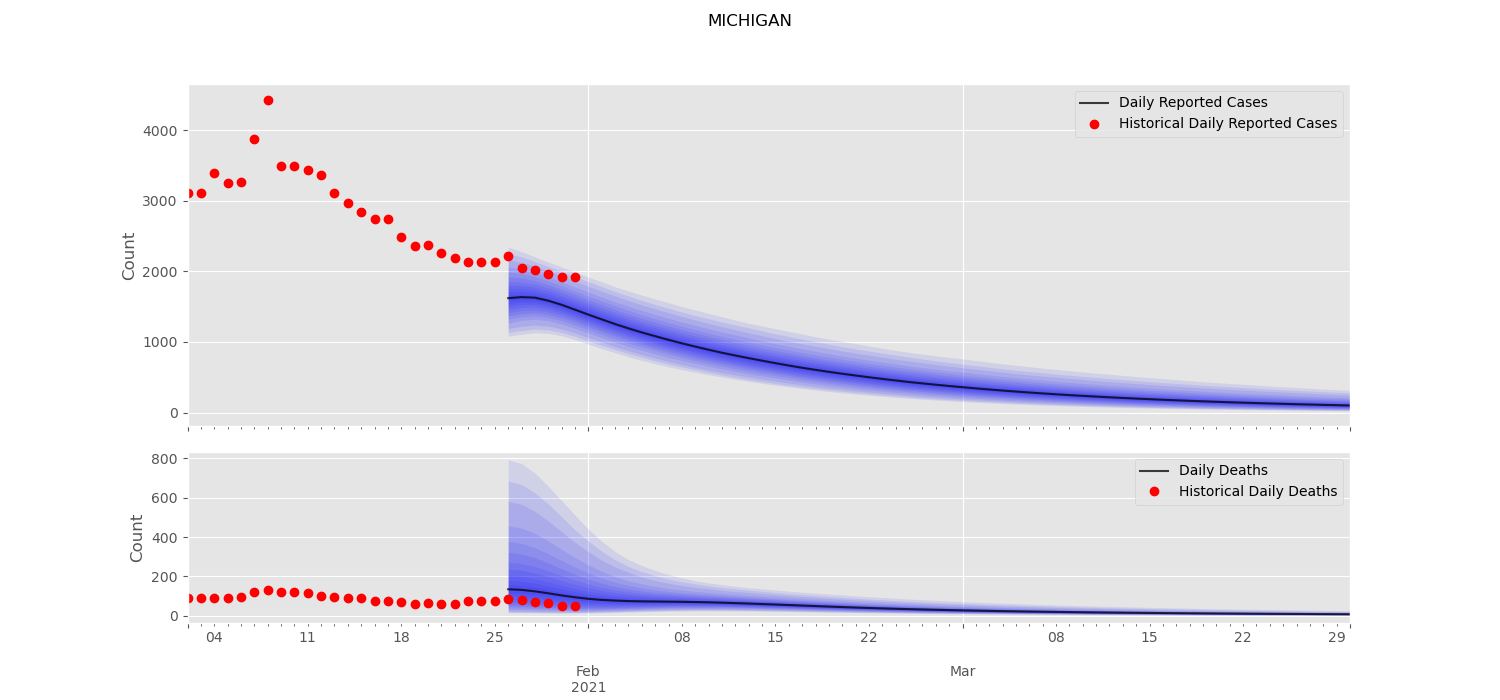 MICHIGAN
Daily Reported Cases
Historical Daily Reported Cases
4000
3000
2000
1000
0
Count
Daily Deaths
Historical Daily Deaths
800
600
400
200
0
Count
04 11 18 25 08 15 22 08 15 22 29
Feb Mar
2021